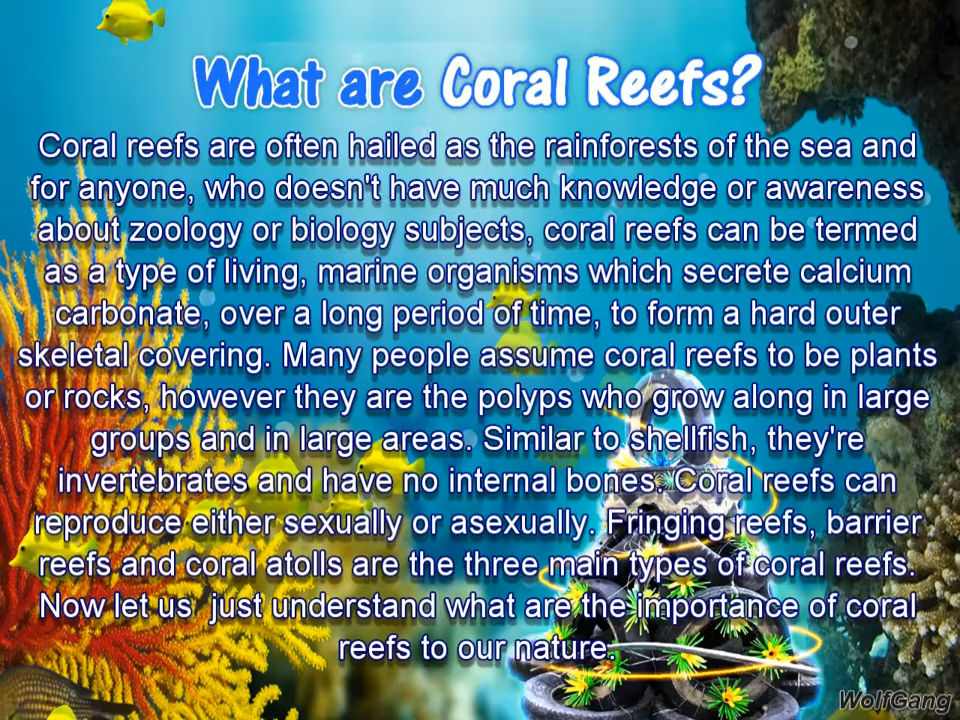 What are Coral Reefs?
Coral reefs are often hailed as the rainforests of the sea and
for anyone, who doesn't have much knowledge or awareness
about zoology or biology subjects, coral reefs can be termed
as a type of living, marine organisms which secrete calcium
carbonate, over a long period of time, to form a hard outer
skeletal covering. Many people assume coral reefs to be plants
or rocks, however they are the polyps who grow along in large
groups and in large areas. Similar to shellfish, they're
invertebrates and have no internal bones. Coral reefs can
reproduce either sexually or asexually. Fringing reefs, barrier
reefs and coral atolls are the three main types of coral reefs.
Now let us  just understand what are the importance of coral
reefs to our nature.
WolfGang